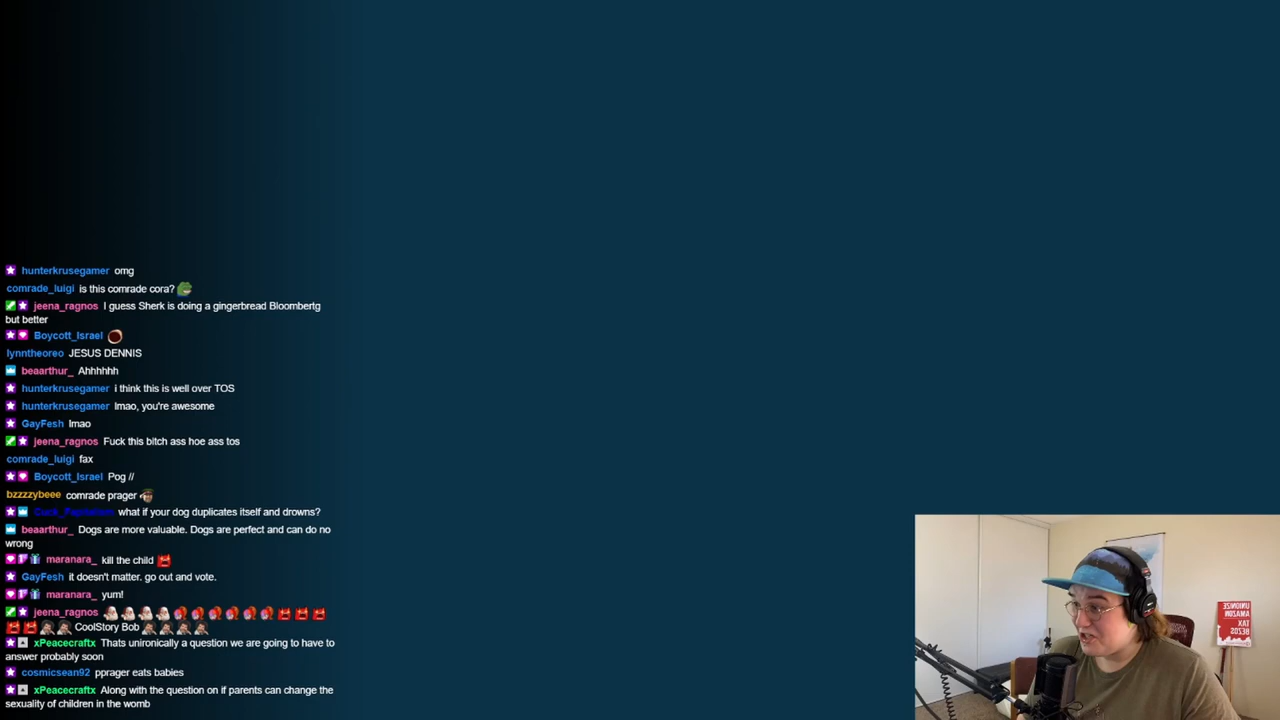 hunterkrusegamer omg
comrade_luigi is this comrade cora?
jeena_ragnos I guess Sherk is doing a gingerbread Bloombertg
but better
Boycott_Israel
lynntheoreo JESUS DENNIS
beaarthur_ Ahhhhhh
hunterkrusegamer i think this is well over TOS
hunterkrusegamer lmao, you're awesome
GayFesh lmao
jeena_ragnos Fuck this bitch ass hoe ass tos
comrade_luigi fax
Boycott_Israel Pog //
bzzzzybeee comrade prager
what if your dog duplicates itself and drowns?
beaarthur_ Dogs are more valuable. Dogs are perfect and can do no
wrong
maranara_ kill the child
GayFesh it doesn't matter. go out and vote.
maranara_ yum!
jeena_ragnos
CoolStory Bob
xPeacecraftx Thats unironically a question we are going to have to
answer probably soon
cosmicsean92 pprager eats babies
xPeacecraftx Along with the question on if parents can change the
sexuality of children in the womb
UNIONIZE
AMAZON
TAX
BEZOS